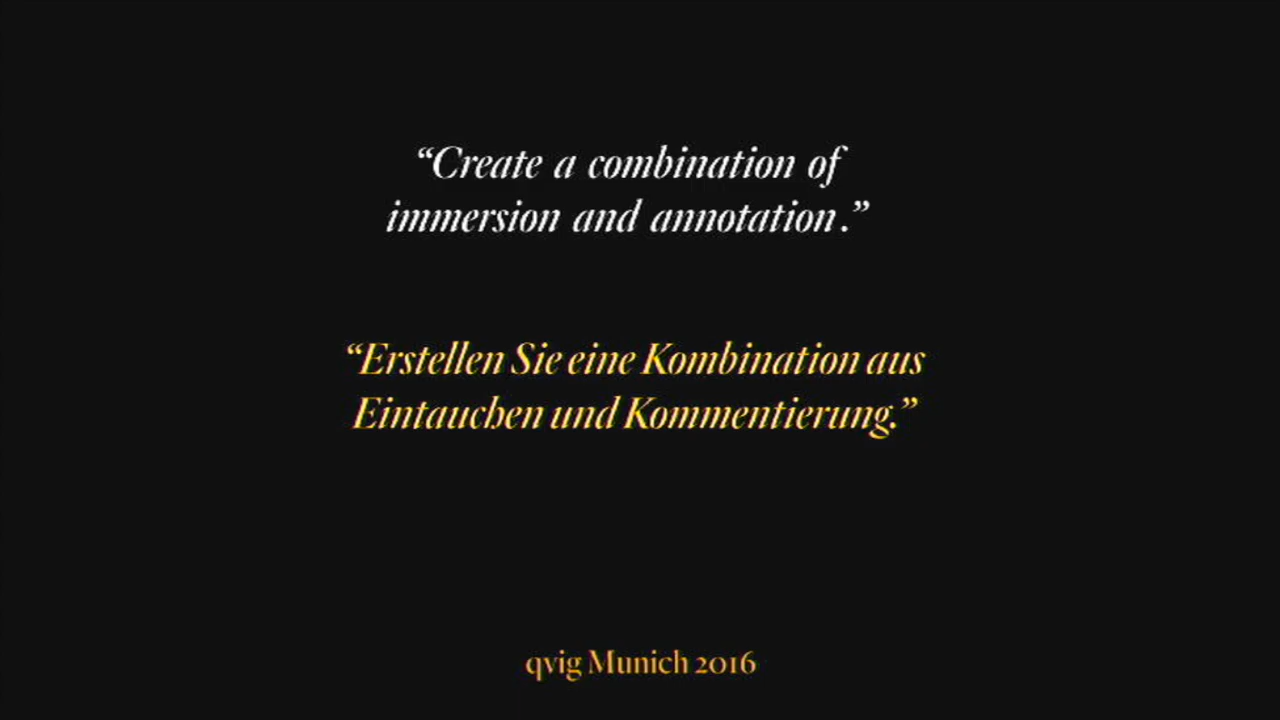 “Create a combination of
immersion and annotation.”
“Erstellen Sie eine Kombination aus
Eintauchen und Kommentierung.”
qvig Munich 2016